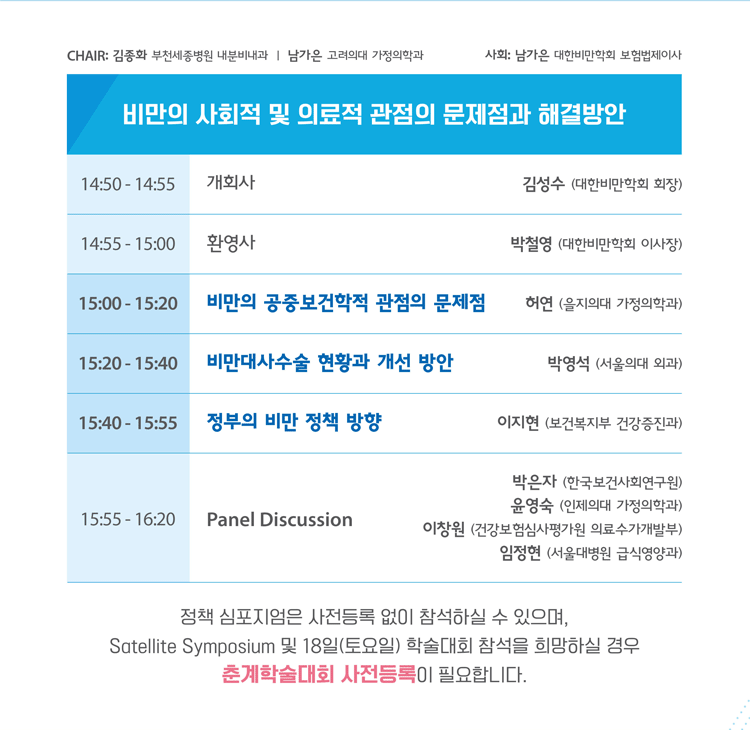 CHAIR: 김종화 부천세종병원 내분비내과 | 남가은 고려의대 가정의학과 사회: 남가은 대한비만학회 보험법제이사
비만의 사회적 및 의료적 관점의 문제점과 해결방안
14:50 - 14:55 개회사 김성수 (대한비만학회 회장)
14:55 - 15:00 환영사 박철영 (대한비만학회 이사장)
15:00 - 15:20 비만의 공중보건학적 관점의 문제점 허연 (을지의대 가정의학과)
15:20 - 15:40 비만대사수술 현황과 개선 방안 박영석 (서울의대 외과)
15:40 - 15:55 정부의 비만 정책 방향 이지현 (보건복지부 건강증진과)
15:55 - 16:20 Panel Discussion
박은자 (한국보건사회연구원)
윤영숙 (인제의대 가정의학과)
이창원 (건강보험심사평가원 의료수가개발부)
임정현 (서울대병원 급식영양과)
정책 심포지엄은 사전등록 없이 참석하실 수 있으며,
Satellite Symposium 및 18일(토요일) 학술대회 참석을 희망하실 경우
춘계학술대회 사전등록이 필요합니다.